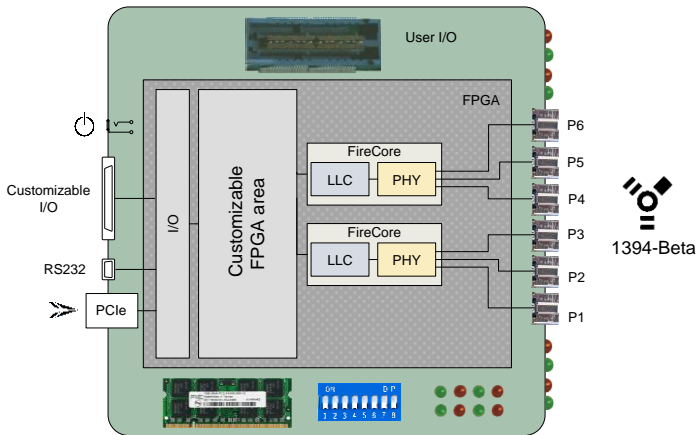 User I/O
FPGA
P6
FireCore
P5
Customizable
I/O
LLC
PHY
P4
I/O
Customizable
FPGA area
FireCore
P3
1394-Beta
RS232
LLC
PHY
P2
PCIe
P1
ON
D P
1 2 3 4 5 6 7 8